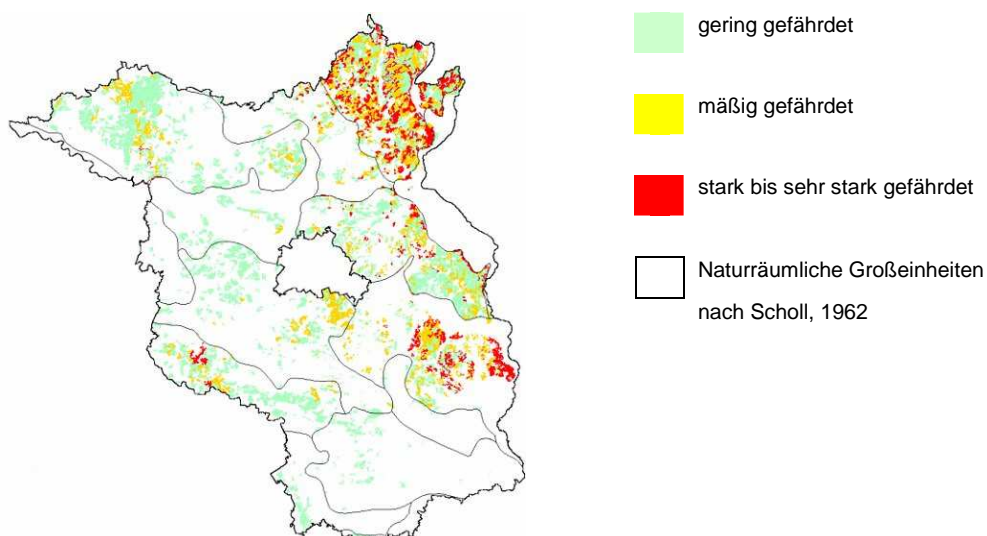 gering gefährdet
mäßig gefährdet
stark bis sehr stark gefährdet
Naturräumliche Großeinheiten
nach Scholl, 1962